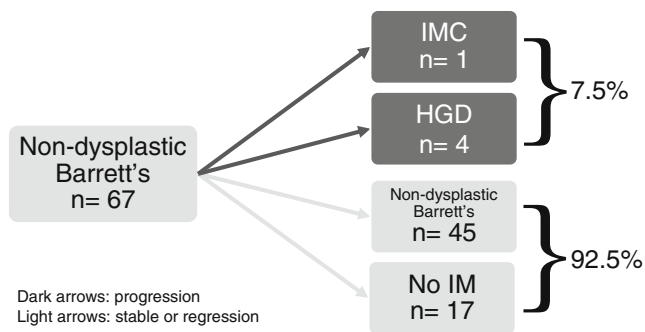 Non-dysplastic
Barrett's
n= 67
IMC
n= 1
HGD
n= 4
7.5%
Non-dysplastic
Barrett's
n= 45
No IM
n= 17
92.5%
Dark arrows: progression
Light arrows: stable or regression